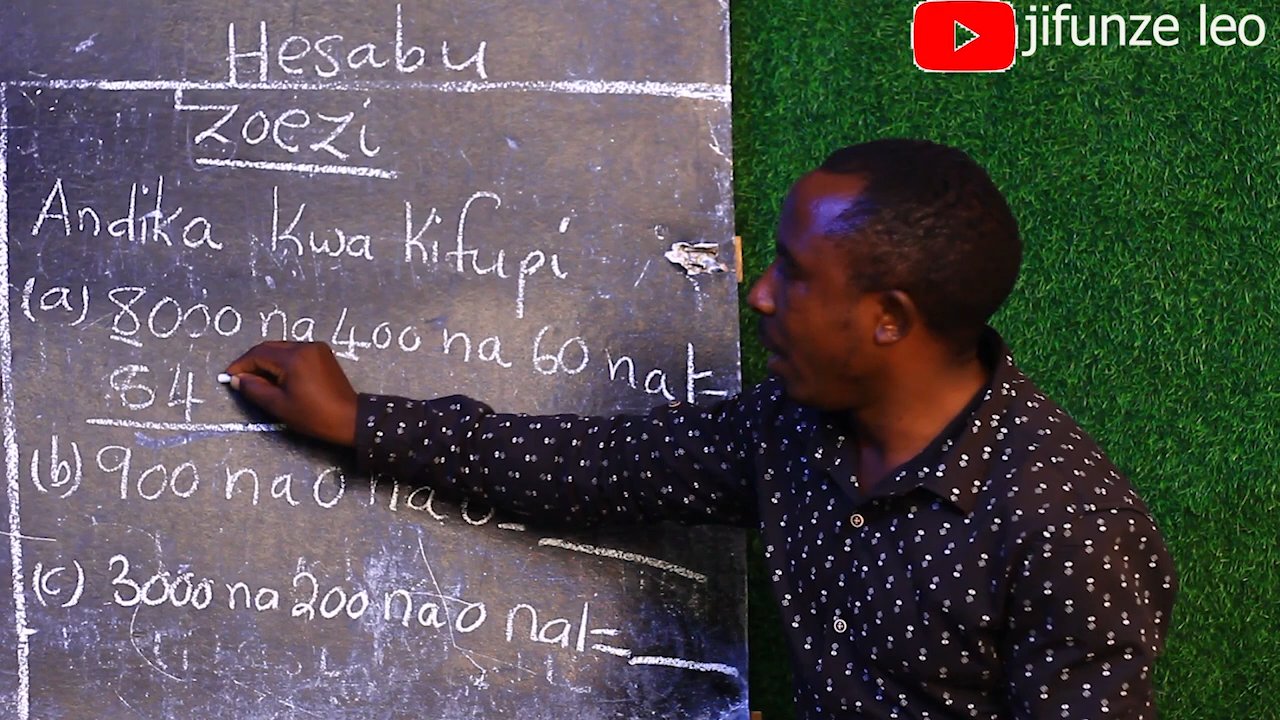 jifunze leo
Hesabu
Zoezi
Andika kwa kifupi
(a) 8000 na 400 na 60 na 1=
84
(b) 900 na 0 na 0=
(c) 3000 na 200 na 0 na 1=